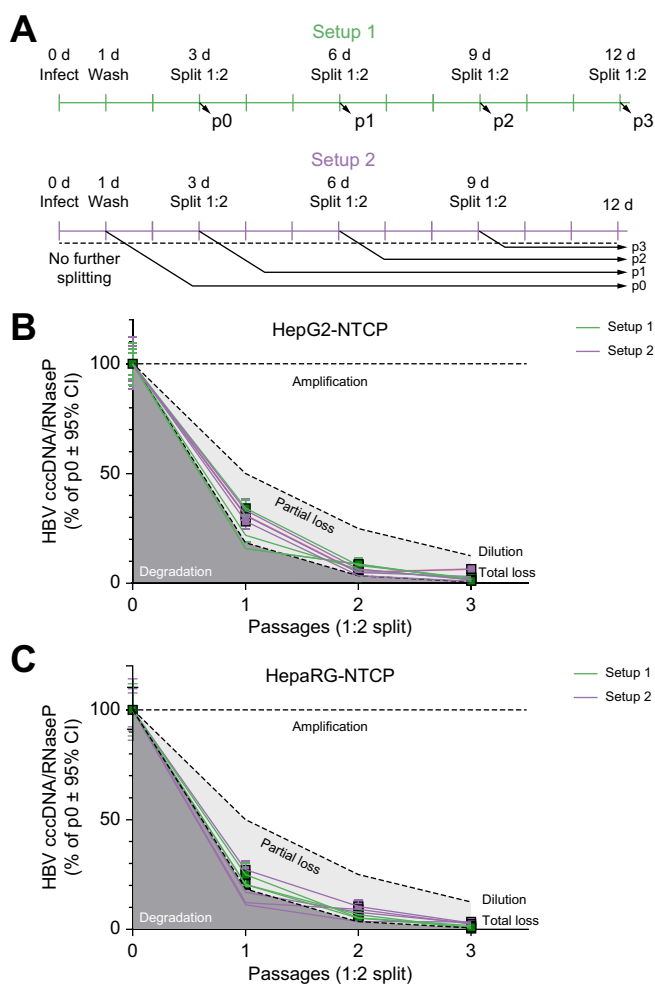 A
Setup 1
0 d 1 d 3 d 6 d 9 d 12 d
Infect Wash Split 1:2 Split 1:2 Split 1:2 Split 1:2
p0 p1 p2 p3
Setup 2
0 d 1 d 3 d 6 d 9 d 12 d
Infect Wash Split 1:2 Split 1:2 Split 1:2
No further
splitting
p3
p2
p1
p0
B
HepG2-NTCP
Setup 1
Setup 2
HBV cccDNA/RNaseP
(% of p0 ± 95% CI)
100
50
0
Amplification
Partial loss
Dilution
Total loss
Degradation
0 1 2 3
Passages (1:2 split)
C
HepaRG-NTCP
Setup 1
Setup 2
HBV cccDNA/RNaseP
(% of p0 ± 95% CI)
100
50
0
Amplification
Partial loss
Dilution
Total loss
Degradation
0 1 2 3
Passages (1:2 split)